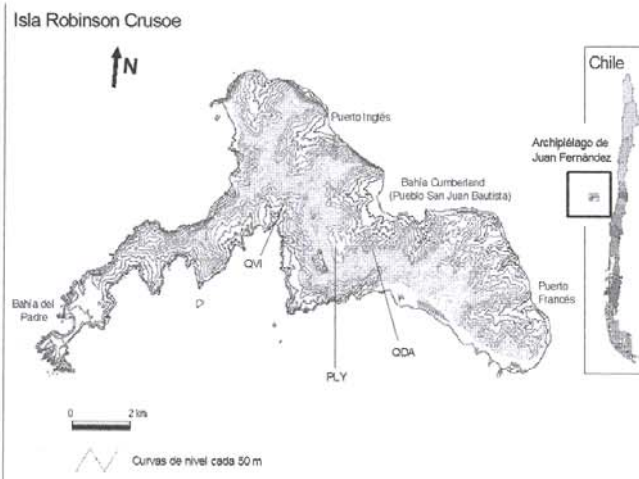 Isla Robinson Crusoe
N
Chile
Puerto Inglés
Archipiélago de
Juan Fernández
Bahía Cumberland
(Pueblo San Juan Bautista)
QVI
Bahía del
Padre
Puerto
Francés
QDA
PLY
0 2 km
Curvas de nivel cada 50 m